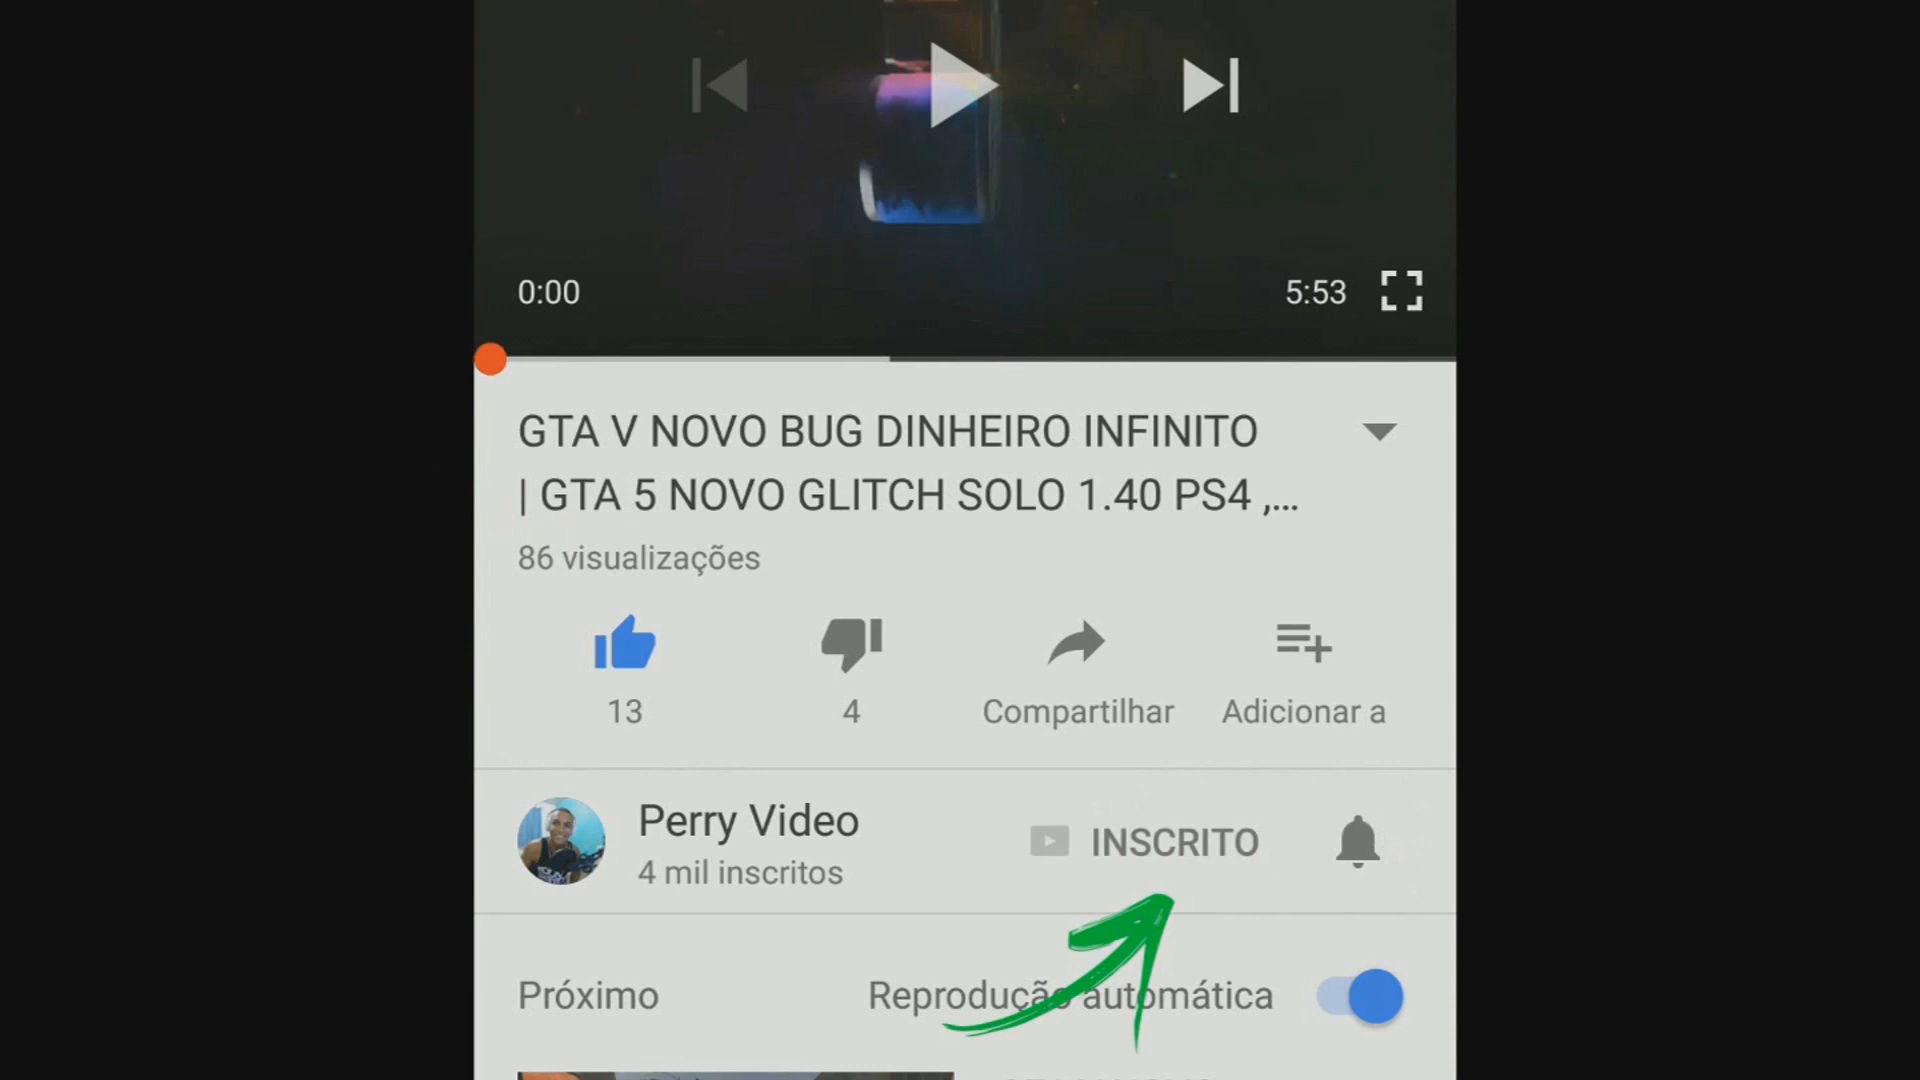 0:00
5:53
GTA V NOVO BUG DINHEIRO INFINITO
| GTA 5 NOVO GLITCH SOLO 1.40 PS4 ,...
86 visualizações
13
4
Compartilhar
Adicionar a
Perry Video
4 mil inscritos
INSCRITO
Próximo
Reprodução automática